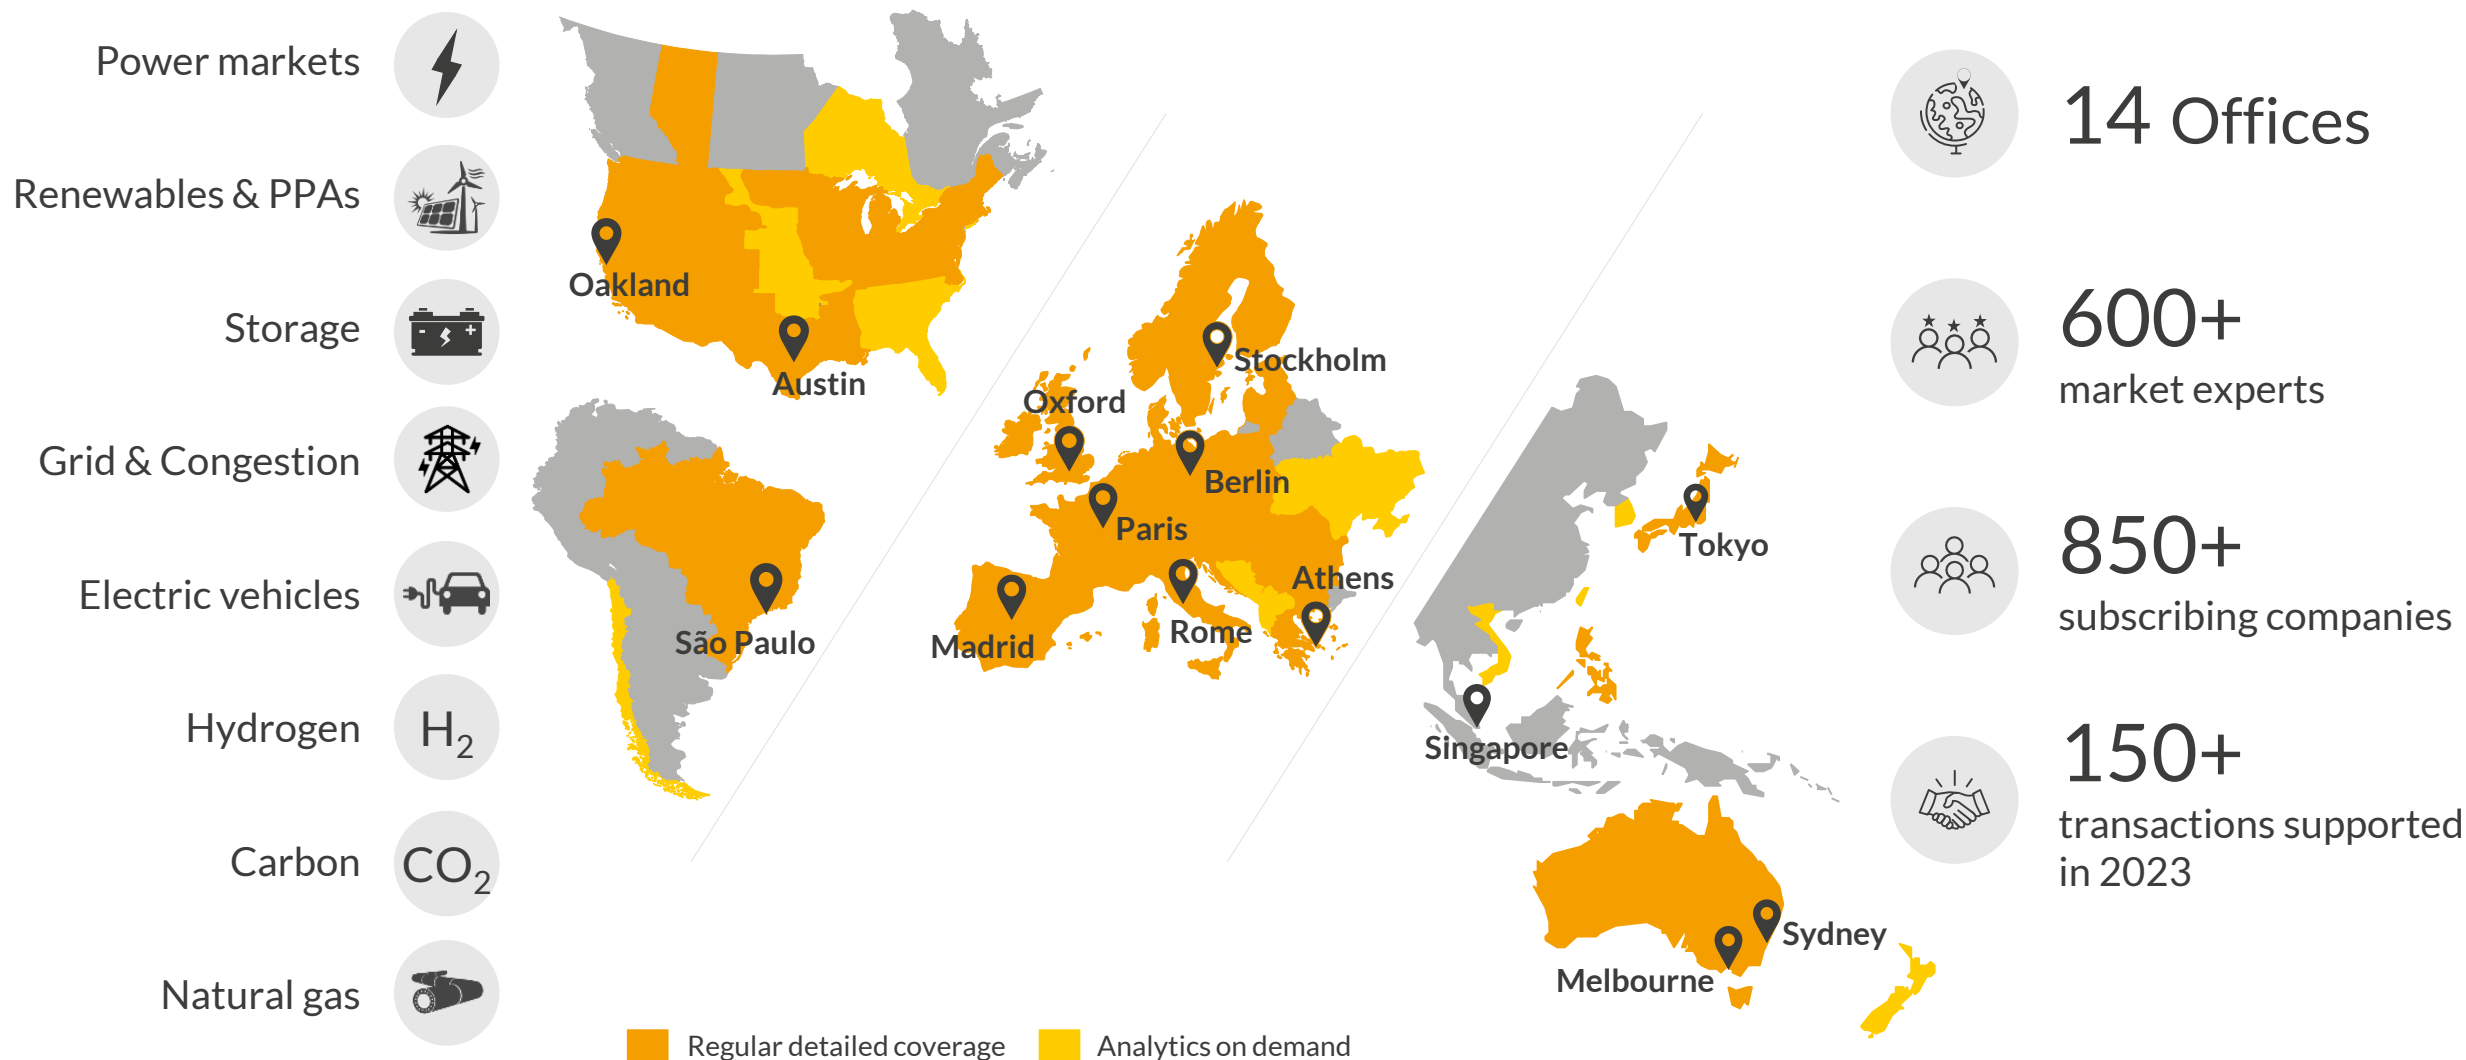 Power markets
Renewables & PPAs
Storage
Grid & Congestion
Electric vehicles
Hydrogen
H₂
Carbon
CO₂
Natural gas
Oakland
Austin
São Paulo
Stockholm
Oxford
Berlin
Paris
Athens
Rome
Madrid
Tokyo
Singapore
Sydney
Melbourne
Regular detailed coverage
Analytics on demand
14 Offices
600+
market experts
850+
subscribing companies
150+
transactions supported
in 2023